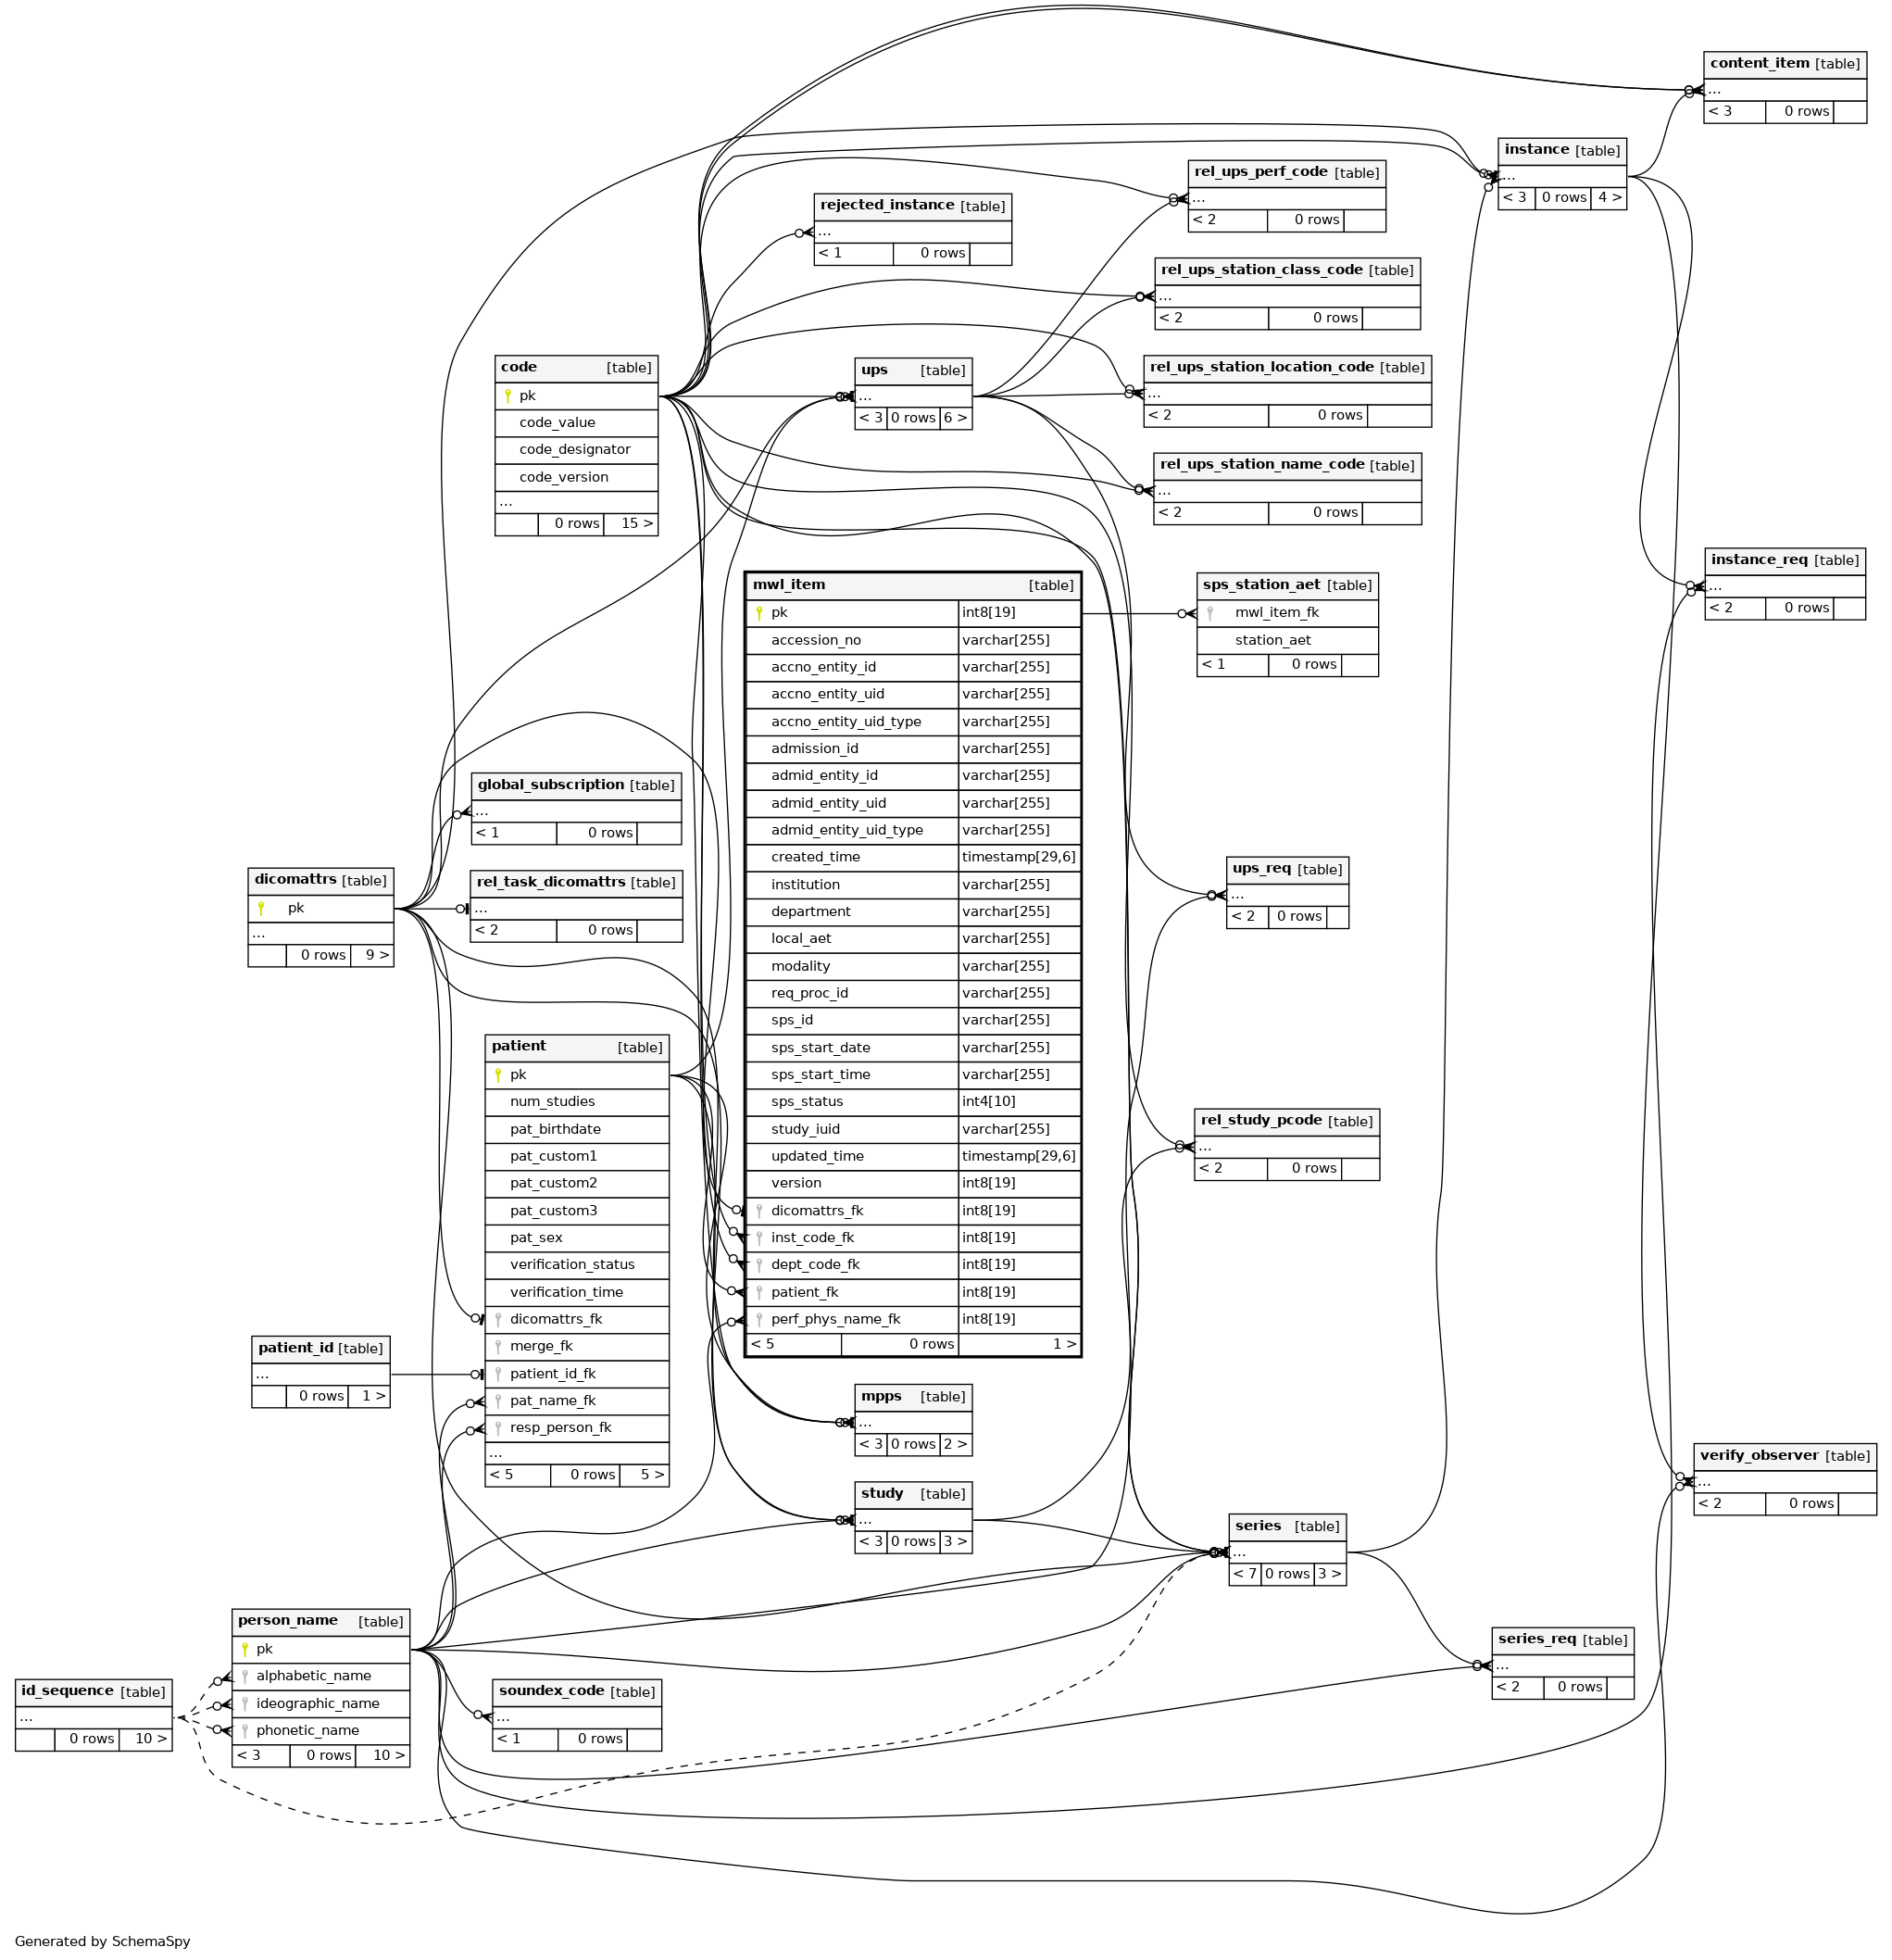 content_item [table]
...
< 3 0 rows
instance [table]
...
< 3 0 rows 4 >
rel_ups_perf_code [table]
...
< 2 0 rows
rejected_instance [table]
...
< 1 0 rows
rel_ups_station_class_code [table]
...
< 2 0 rows
code [table]
pk
code_value
code_designator
code_version
...
0 rows 15 >
ups [table]
...
< 3 0 rows 6 >
rel_ups_station_location_code [table]
...
< 2 0 rows
rel_ups_station_name_code [table]
...
< 2 0 rows
instance_req [table]
...
< 2 0 rows
mwl_item [table]
pk int8[19]
accession_no varchar[255]
accno_entity_id varchar[255]
accno_entity_uid varchar[255]
accno_entity_uid_type varchar[255]
admission_id varchar[255]
admid_entity_id varchar[255]
admid_entity_uid varchar[255]
admid_entity_uid_type varchar[255]
created_time timestamp[29,6]
institution varchar[255]
department varchar[255]
local_aet varchar[255]
modality varchar[255]
req_proc_id varchar[255]
sps_id varchar[255]
sps_start_date varchar[255]
sps_start_time varchar[255]
sps_status int4[10]
study_iuid varchar[255]
updated_time timestamp[29,6]
version int8[19]
dicomattrs_fk int8[19]
inst_code_fk int8[19]
dept_code_fk int8[19]
patient_fk int8[19]
perf_phys_name_fk int8[19]
< 5 0 rows 1 >
sps_station_aet [table]
mwl_item_fk
station_aet
< 1 0 rows
global_subscription [table]
...
< 1 0 rows
dicomattrs [table]
pk
...
0 rows 9 >
rel_task_dicomattrs [table]
...
< 2 0 rows
ups_req [table]
...
< 2 0 rows
patient [table]
pk
num_studies
pat_birthdate
pat_custom1
pat_custom2
pat_custom3
pat_sex
verification_status
verification_time
dicomattrs_fk
merge_fk
patient_id_fk
pat_name_fk
resp_person_fk
...
< 5 0 rows 5 >
rel_study_pcode [table]
...
< 2 0 rows
patient_id [table]
...
0 rows 1 >
mpps [table]
...
< 3 0 rows 2 >
verify_observer [table]
...
< 2 0 rows
study [table]
...
< 3 0 rows 3 >
series [table]
...
< 7 0 rows 3 >
person_name [table]
pk
alphabetic_name
ideographic_name
phonetic_name
< 3 0 rows 10 >
series_req [table]
...
< 2 0 rows
id_sequence [table]
...
0 rows 10 >
soundex_code [table]
...
< 1 0 rows
Generated by SchemaSpy